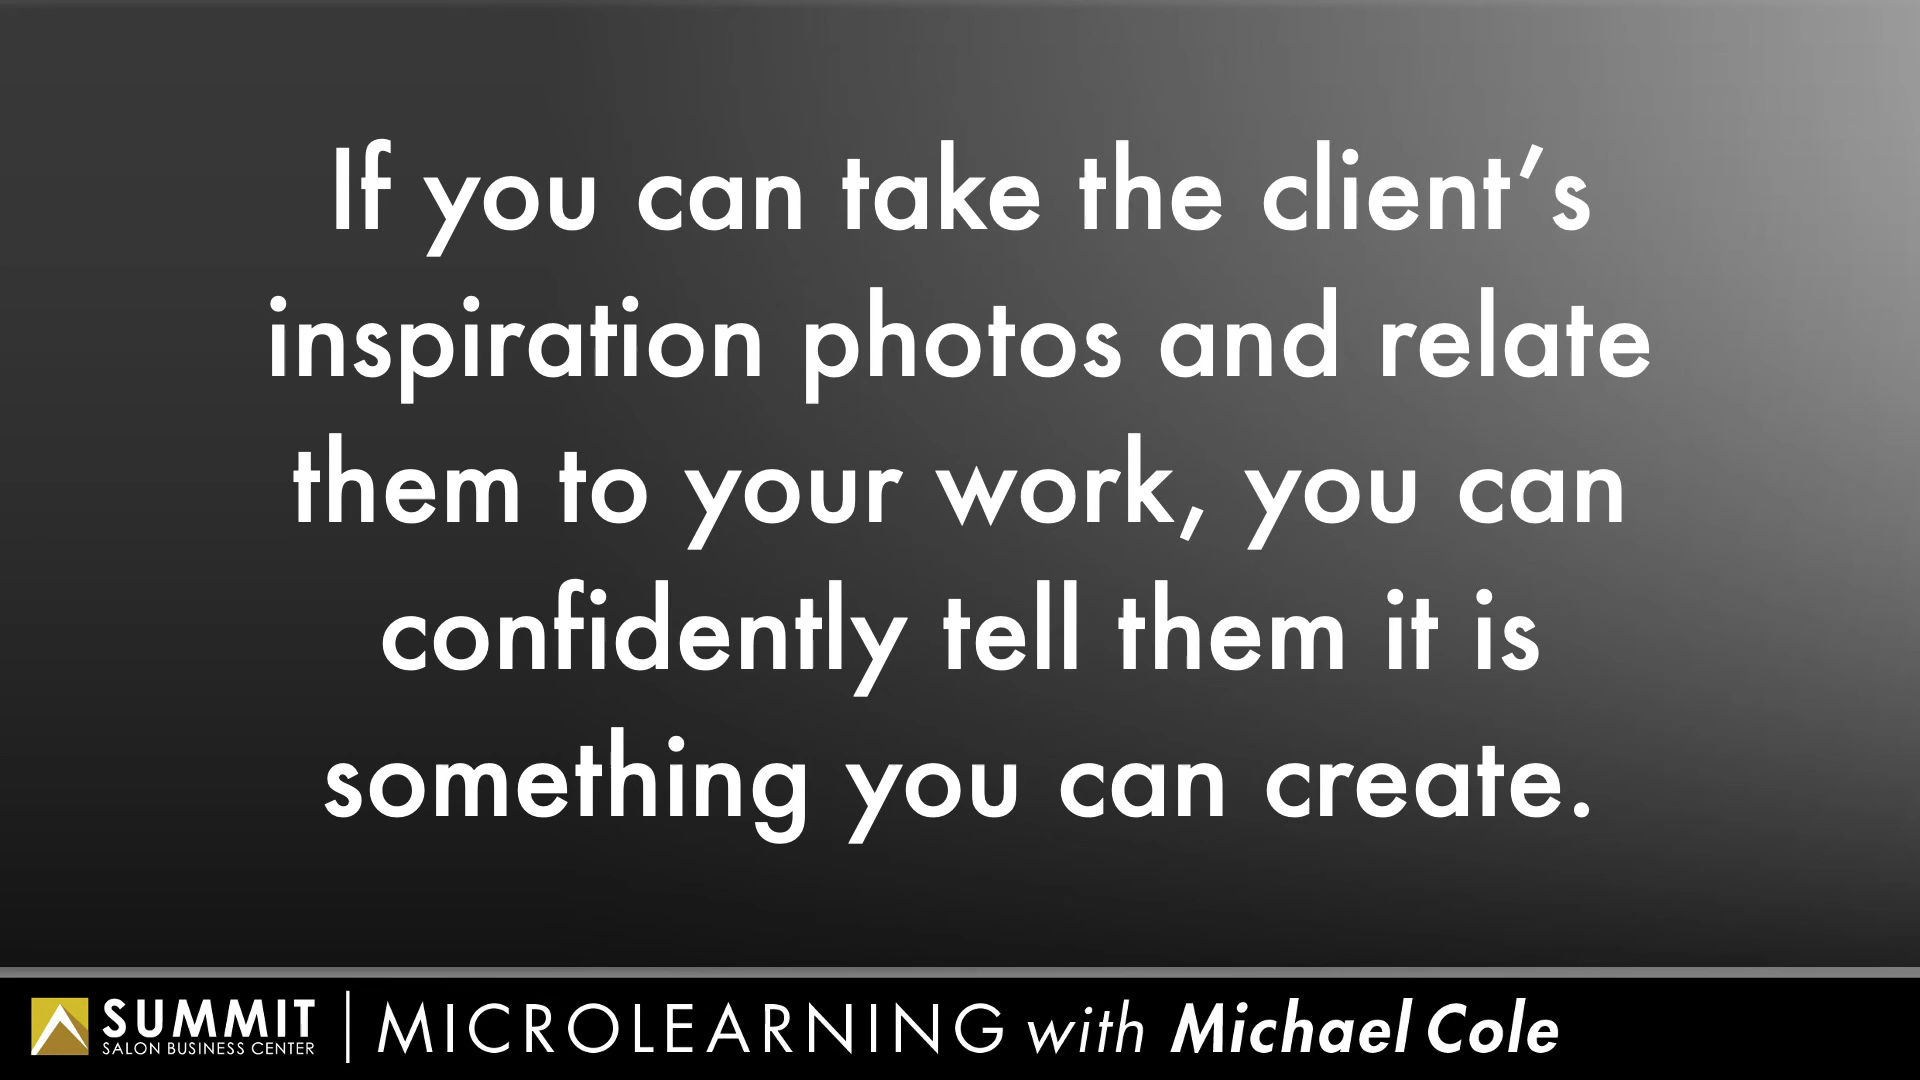 If you can take the client’s
inspiration photos and relate
them to your work, you can
confidently tell them it is
something you can create.
SUMMIT
SALON BUSINESS CENTER
MICROLEARNING with Michael Cole